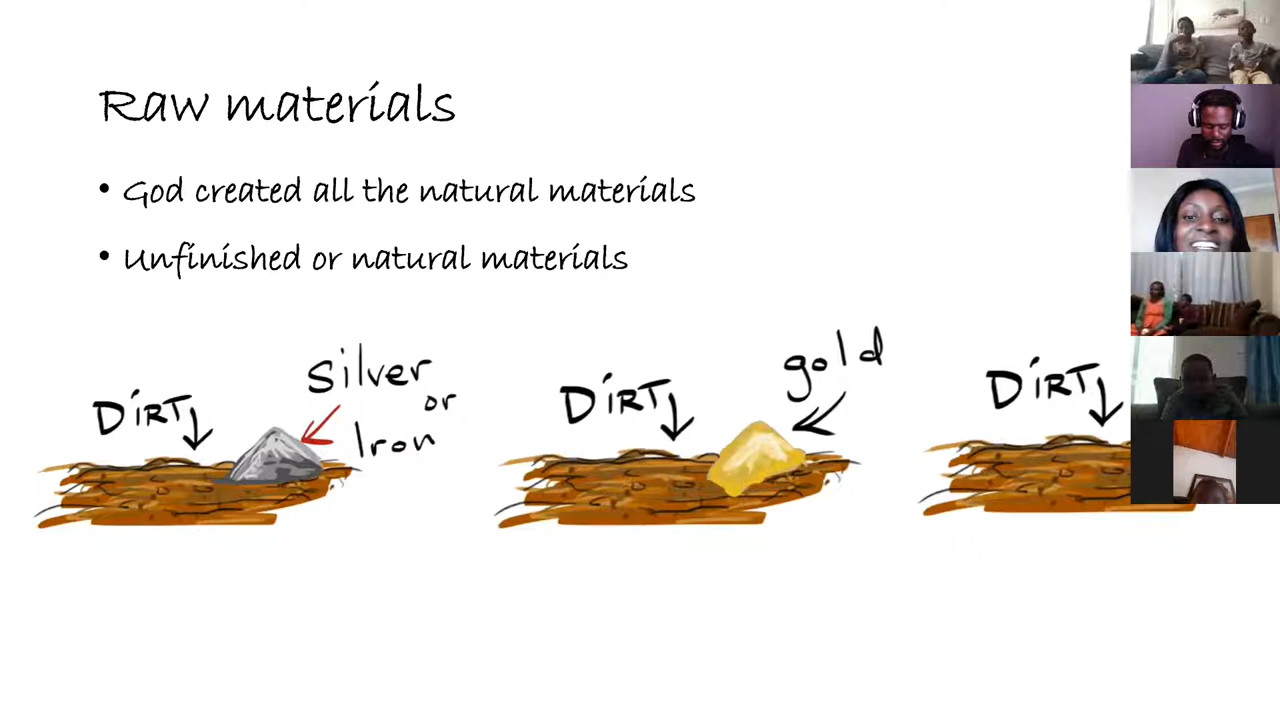 Raw materials
• God created all the natural materials
• Unfinished or natural materials
DIRT
silver
or
Iron
DIRT
gold
DIRT